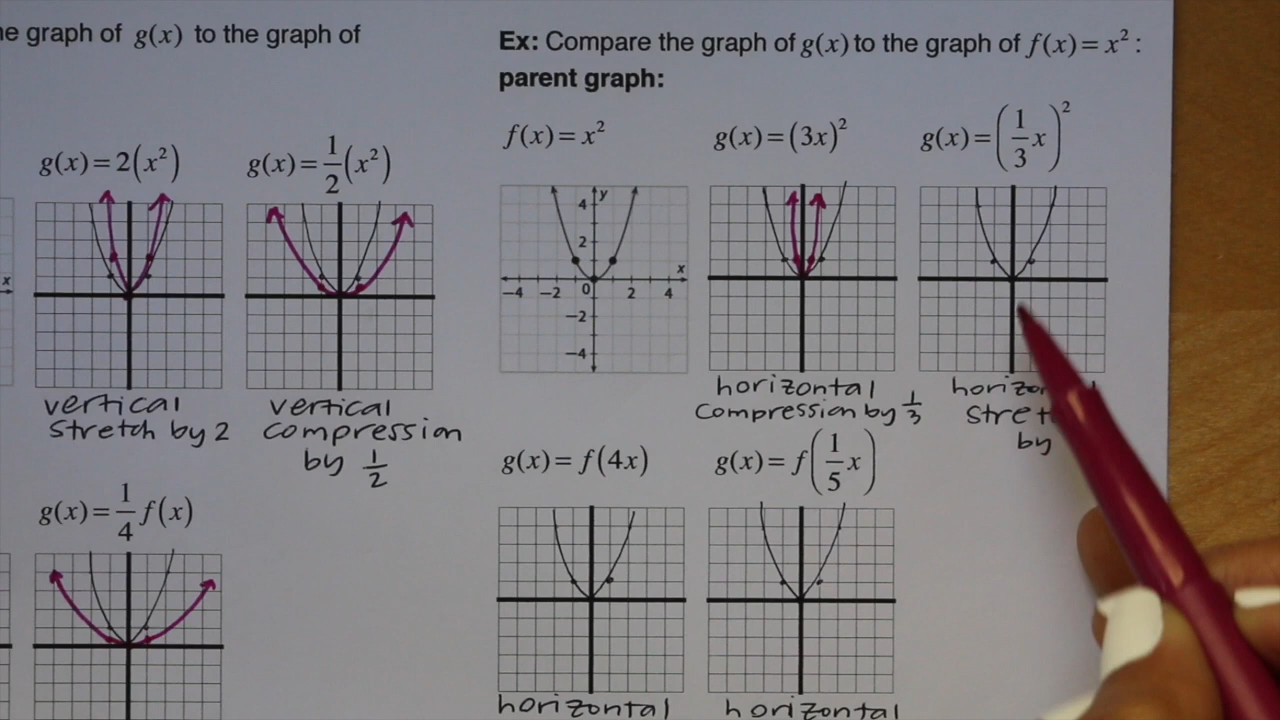 e graph of g(x) to the graph of
g(x) = 2(x²)
g(x) = 1/2 (x²)
x
vertical
stretch by 2
vertical
compression
by 1/2
g(x) = 1/4 f(x)
Ex: Compare the graph of g(x) to the graph of f(x) = x² :
parent graph:
f(x) = x²
g(x) = (3x)²
g(x) = (1/3 x)²
y
4
2
x
−4 −2 0 2 4
−2
−4
horizontal
compression by 1/3
by
g(x) = f(4x)
g(x) = f(1/5 x)
horizontal
horizontal